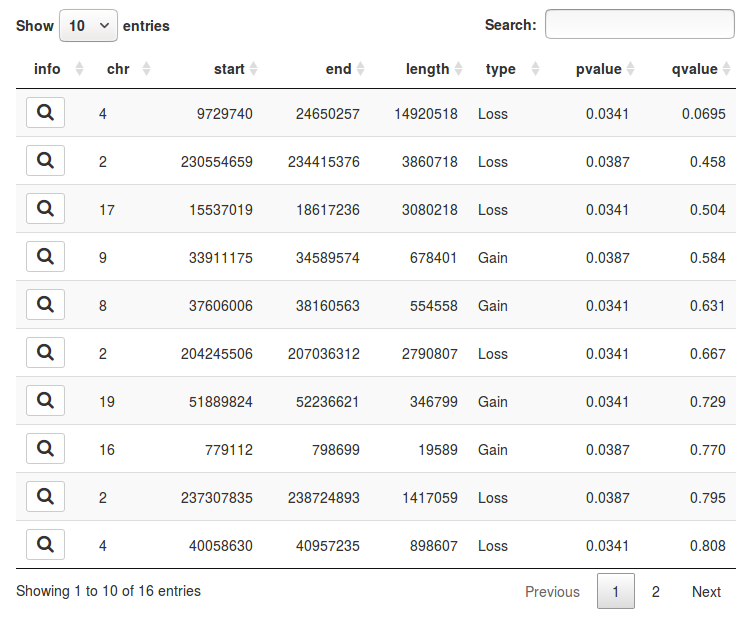 Show 10 entries Search:
info chr start end length type pvalue qvalue
4 9729740 24650257 14920518 Loss 0.0341 0.0695
2 230554659 234415376 3860718 Loss 0.0387 0.458
17 15537019 18617236 3080218 Loss 0.0341 0.504
9 33911175 34589574 678401 Gain 0.0387 0.584
8 37606006 38160563 554558 Gain 0.0341 0.631
2 204245506 207036312 2790807 Loss 0.0341 0.667
19 51889824 52236621 346799 Gain 0.0341 0.729
16 779112 798699 19589 Gain 0.0387 0.770
2 237307835 238724893 1417059 Loss 0.0387 0.795
4 40058630 40957235 898607 Loss 0.0341 0.808
Showing 1 to 10 of 16 entries Previous 1 2 Next